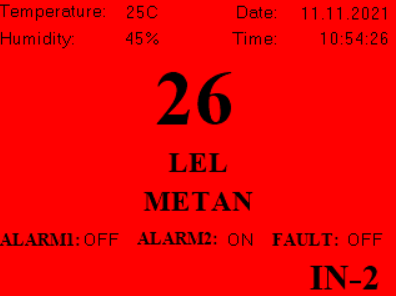 Temperature: 25C Date: 11.11.2021
Humidity: 45% Time: 10:54:26
26
LEL
METAN
ALARM1: OFF ALARM2: ON FAULT: OFF
IN-2